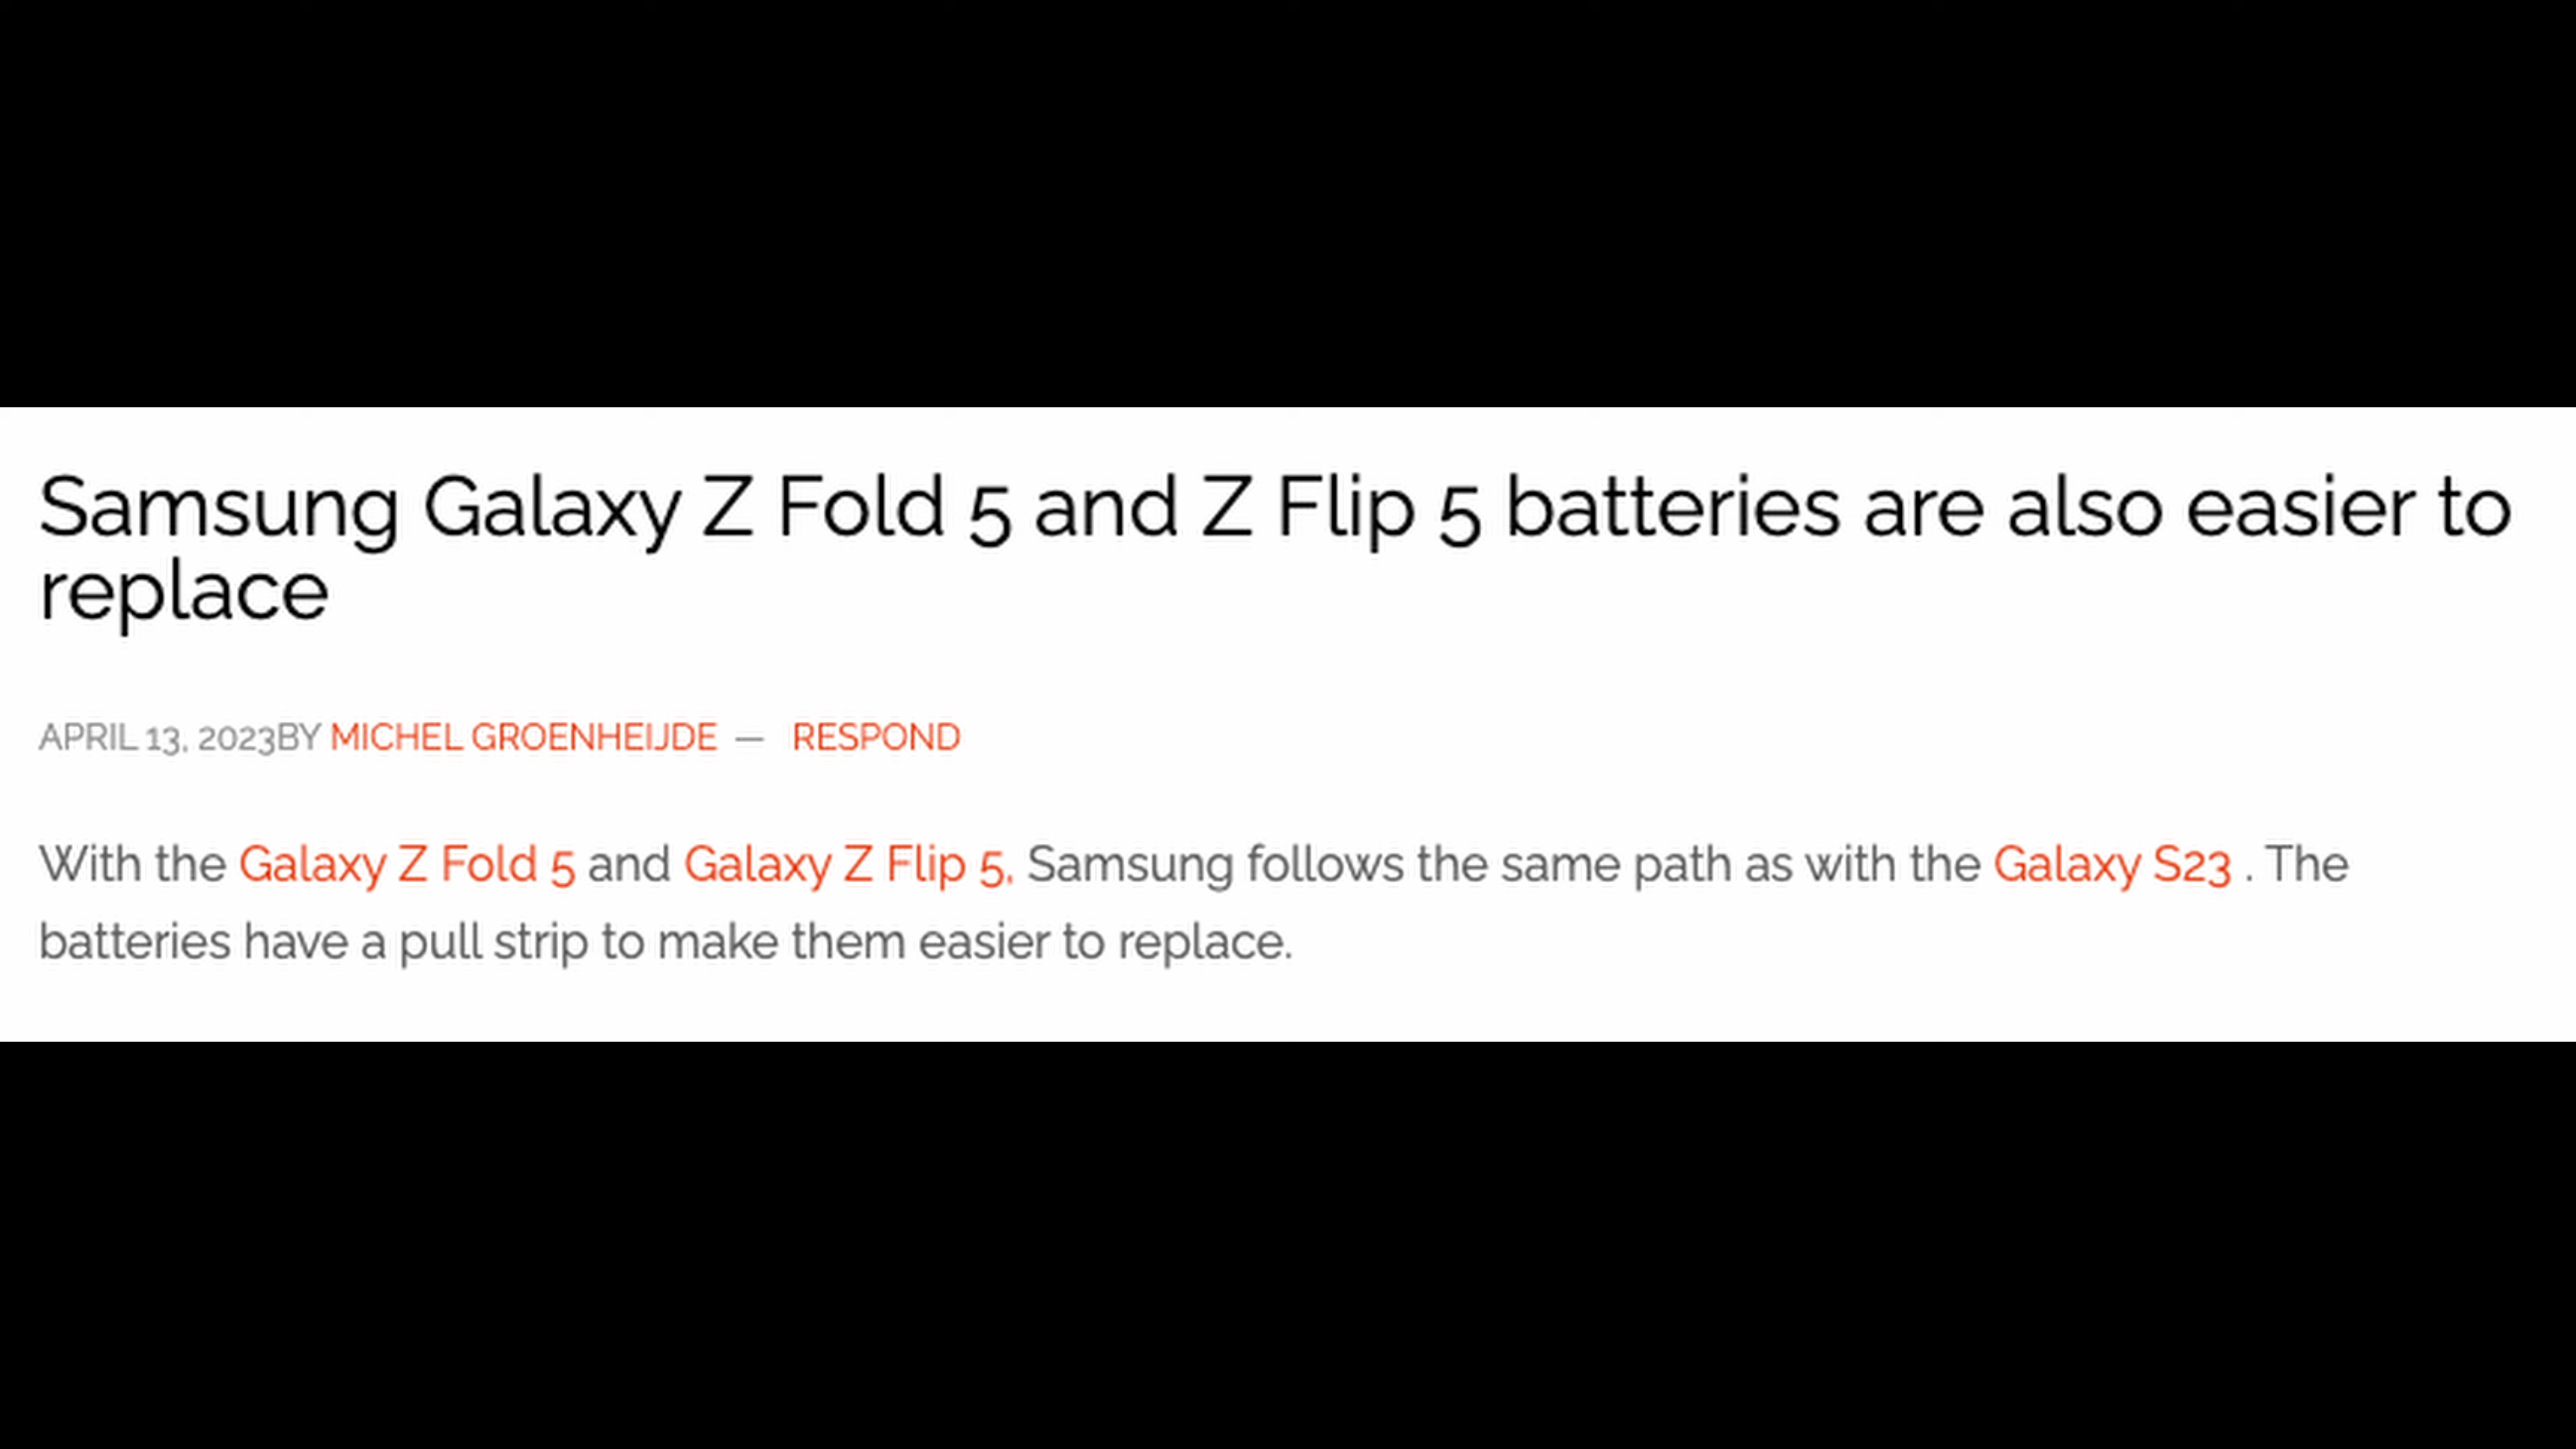 Samsung Galaxy Z Fold 5 and Z Flip 5 batteries are also easier to
replace
APRIL 13, 2023BY MICHEL GROENHEIJDE — RESPOND
With the Galaxy Z Fold 5 and Galaxy Z Flip 5, Samsung follows the same path as with the Galaxy S23 . The
batteries have a pull strip to make them easier to replace.